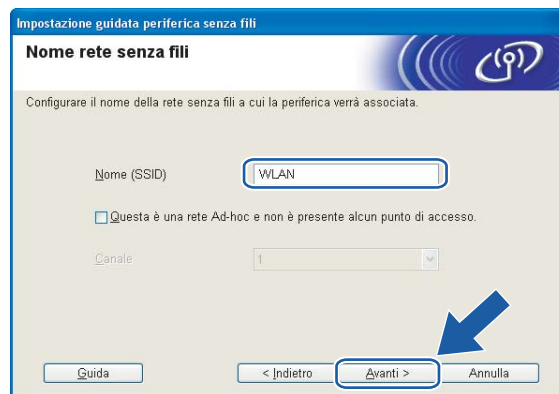 Impostazione guidata periferica senza fili
Nome rete senza fili
Configurare il nome della rete senza fili a cui la periferica verrà associata.
Nome (SSID) WLAN
Questa è una rete Ad-hoc e non è presente alcun punto di accesso.
Canale 1
Guida < Indietro Avanti > Annulla